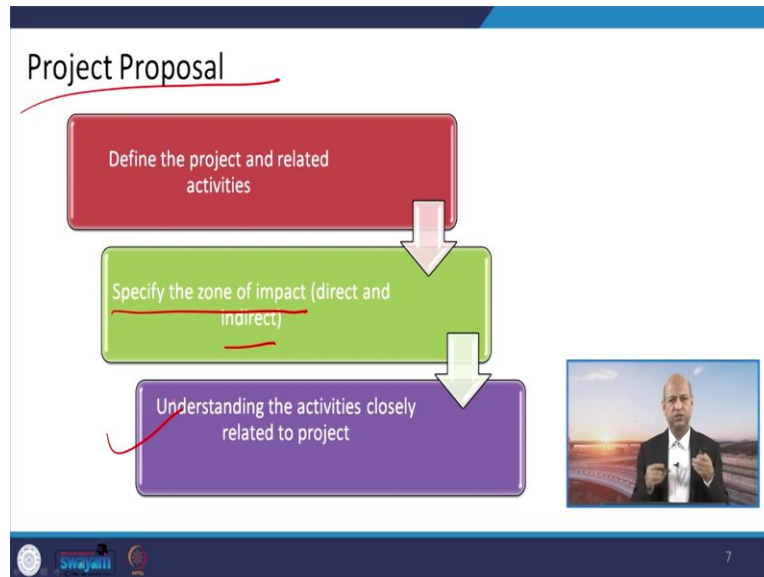 Project Proposal
Define the project and related
activities
Specify the zone of impact (direct and
indirect)
Understanding the activities closely
related to project
swayam
7